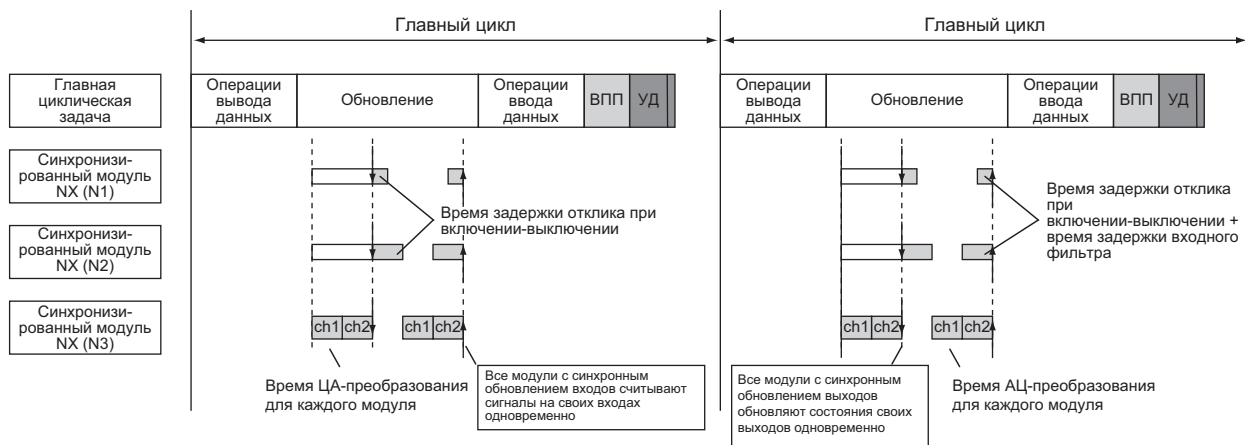 Главный цикл
Главный цикл
Главная
циклическая
задача
Операции
вывода
данных
Обновление
Операции
ввода
данных
ВПП
УД
Операции
вывода
данных
Обновление
Операции
ввода
данных
ВПП
УД
Синхронизи-
рованный модуль
NX (N1)
Время задержки отклика при
включении-выключении
Время задержки отклика
при
включении-выключении +
время задержки входного
фильтра
Синхронизи-
рованный модуль
NX (N2)
Синхронизи-
рованный модуль
NX (N3)
ch1 ch2 ch1 ch2
ch1 ch2 ch1 ch2
Время ЦА-преобразования
для каждого модуля
Все модули с синхронным
обновлением входов считывают
сигналы на своих входах
одновременно
Все модули с синхронным
обновлением выходов
обновляют состояния своих
выходов одновременно
Время АЦ-преобразования
для каждого модуля